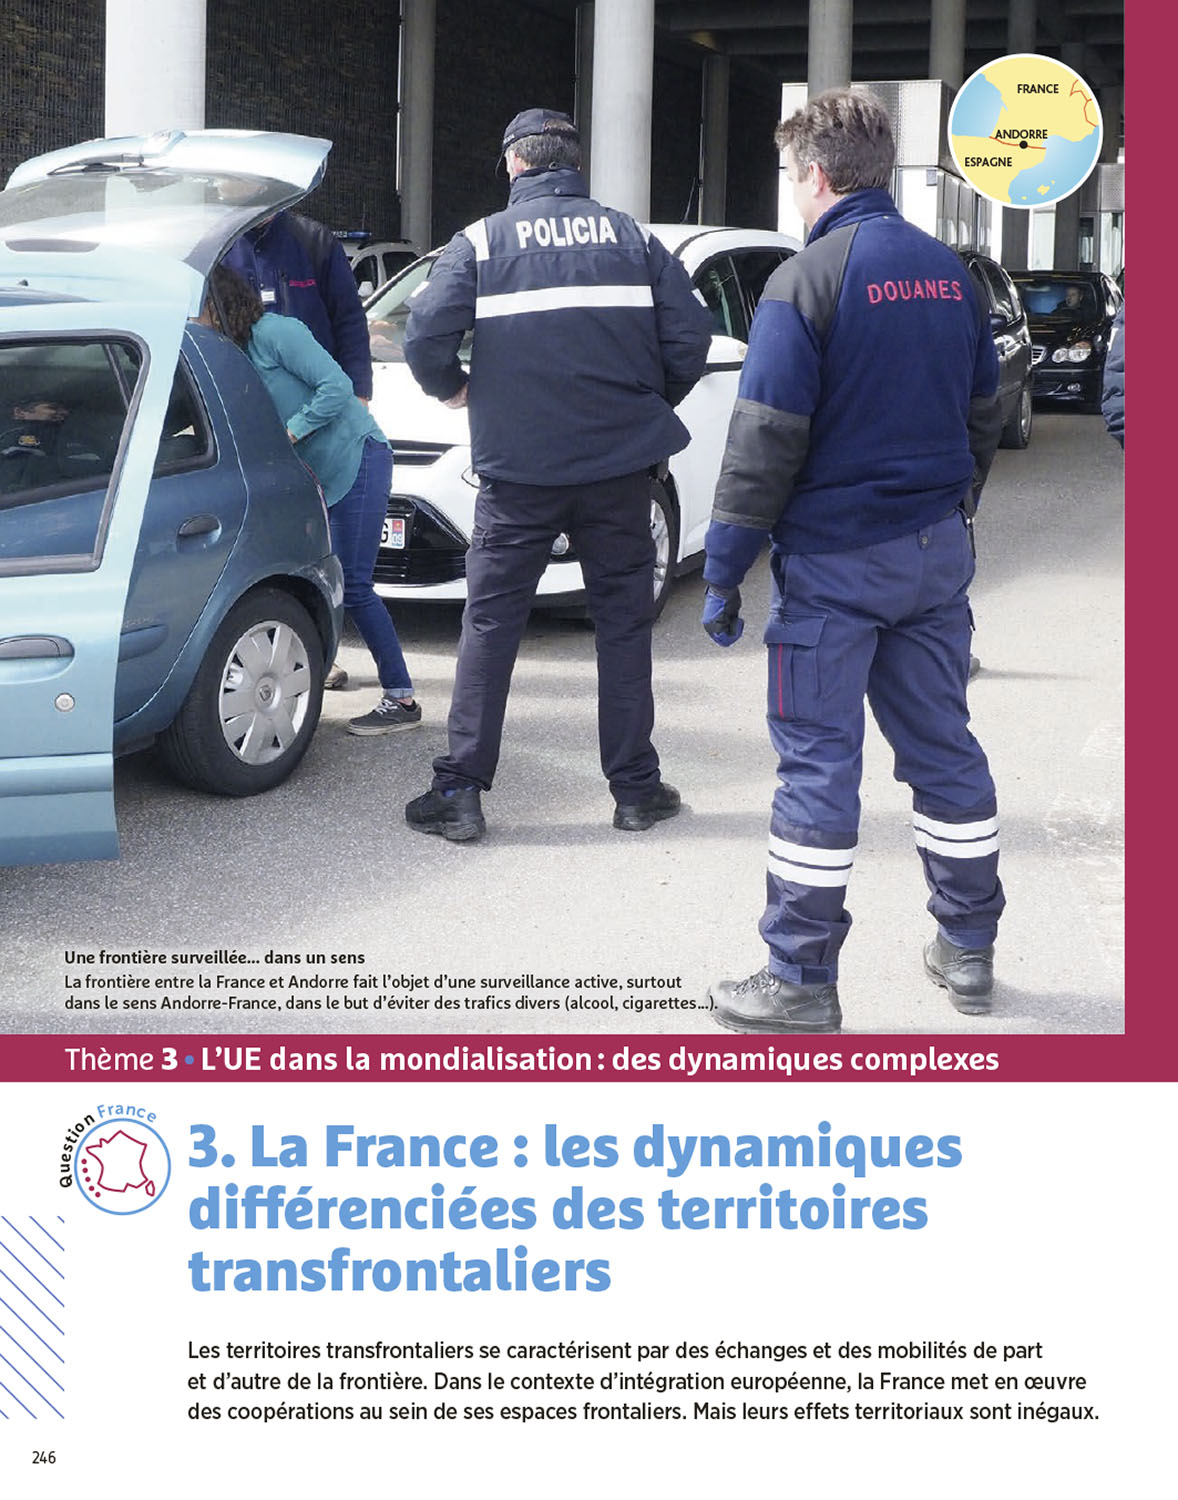 FRANCE
ANDORRE
ESPAGNE
POLICIA
DOUANES
G
09
Une frontière surveillée... dans un sens
La frontière entre la France et Andorre fait l'objet d'une surveillance active, surtout
dans le sens Andorre-France, dans le but d'éviter des trafics divers (alcool, cigarettes...).
Thème 3 • L'UE dans la mondialisation : des dynamiques complexes
Question France
3. La France : les dynamiques
différenciées des territoires
transfrontaliers
Les territoires transfrontaliers se caractérisent par des échanges et des mobilités de part
et d'autre de la frontière. Dans le contexte d'intégration européenne, la France met en œuvre
des coopérations au sein de ses espaces frontaliers. Mais leurs effets territoriaux sont inégaux.
246